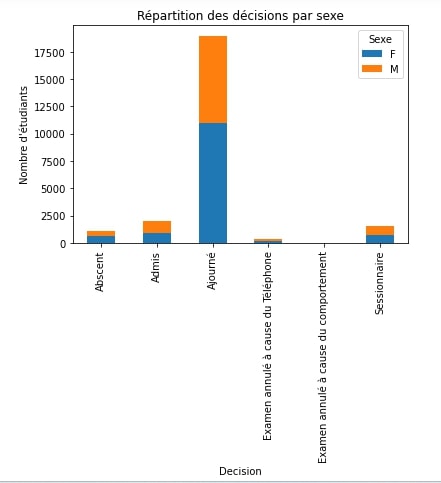 Répartition des décisions par sexe
Sexe
F
M
Nombre d'étudiants
17500
15000
12500
10000
7500
5000
2500
0
Abscent
Admis
Ajourné
Examen annulé à cause du Téléphone
Examen annulé à cause du comportement
Sessionnaire
Decision